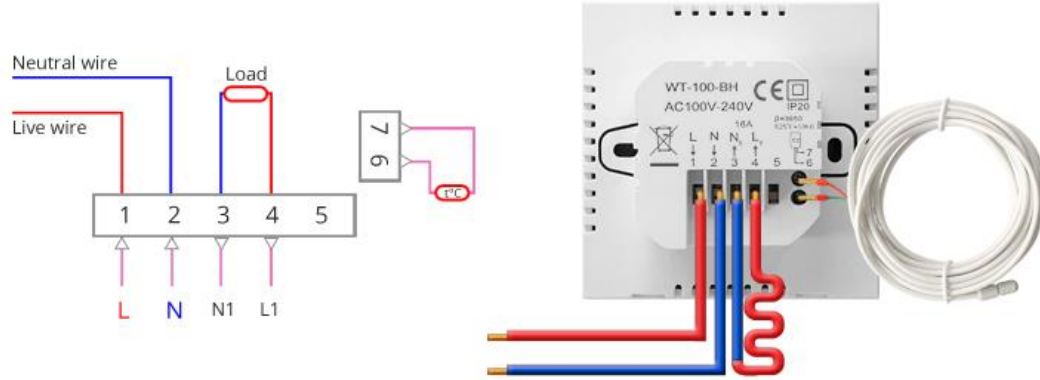 Neutral wire
Load
Live wire
7
6
t°C
1 2 3 4 5
L N N1 L1
WT-100-BH
CE
AC100V-240V
IP20
16A
L N
1 2 3 4 5
7
6